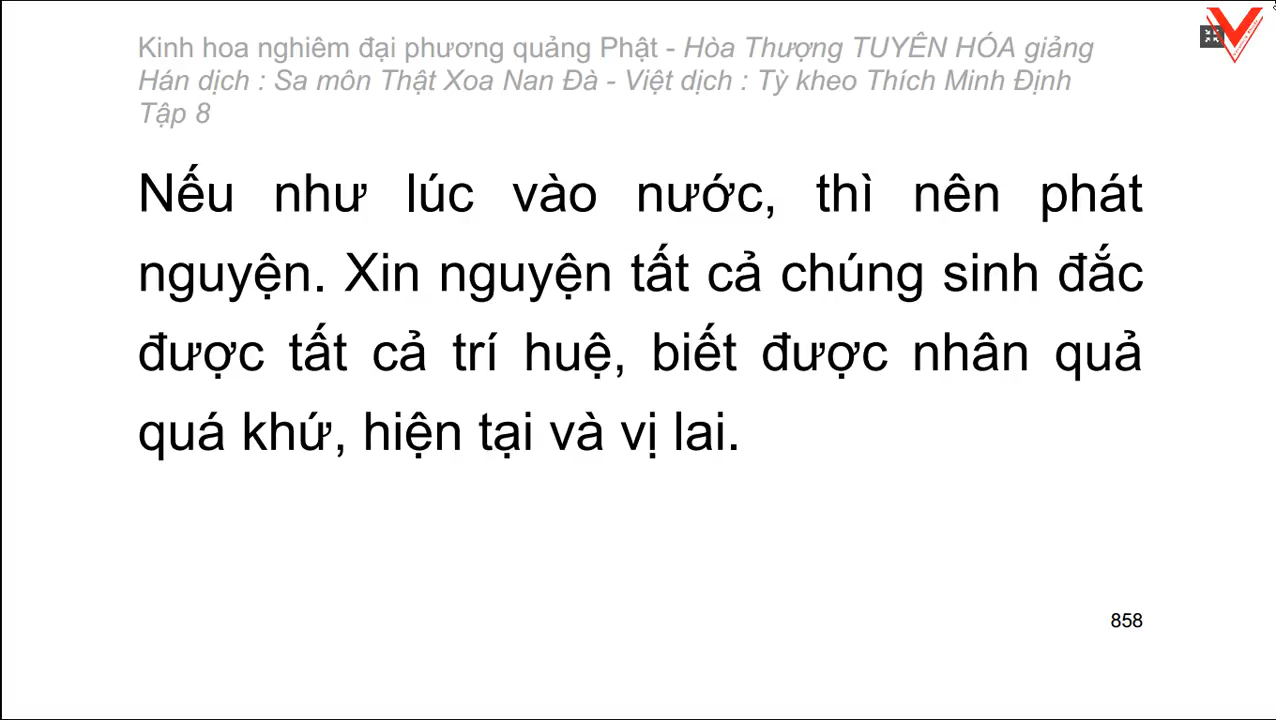 Kinh hoa nghiêm đại phương quảng Phật - Hòa Thượng TUYÊN HÓA giảng
Hán dịch : Sa môn Thật Xoa Nan Đà - Việt dịch : Tỳ kheo Thích Minh Định
Tập 8
Nếu như lúc vào nước, thì nên phát
nguyện. Xin nguyện tất cả chúng sinh đắc
được tất cả trí huệ, biết được nhân quả
quá khứ, hiện tại và vị lai.
858